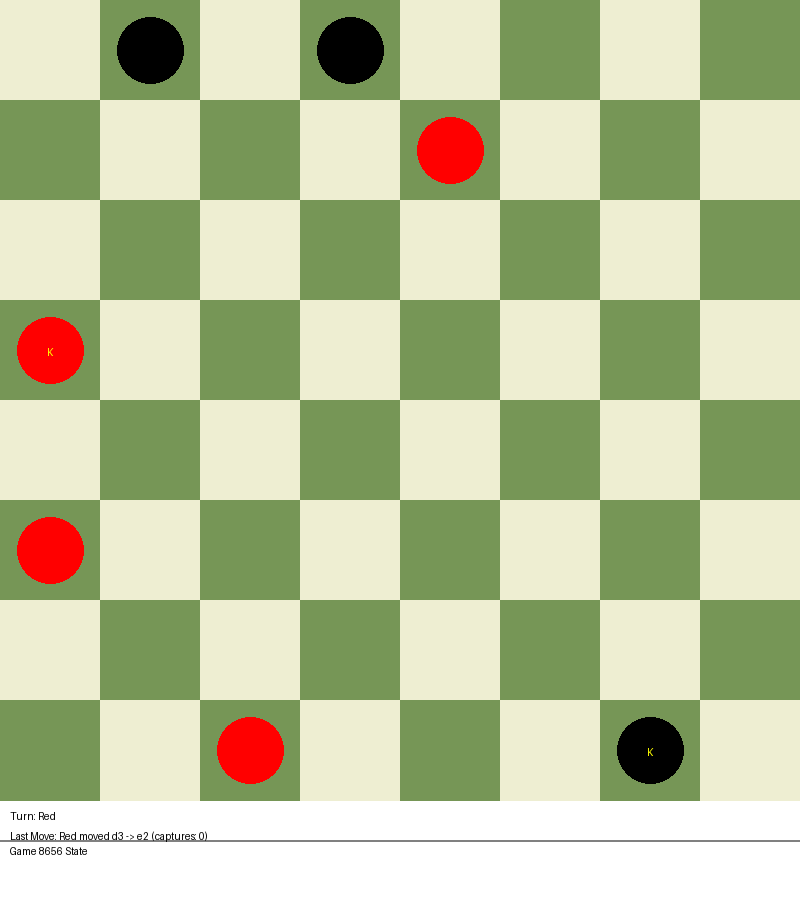 K
K
Turn: Red
Last Move: Red moved d3 -> e2 (captures: 0)
Game 8656 State